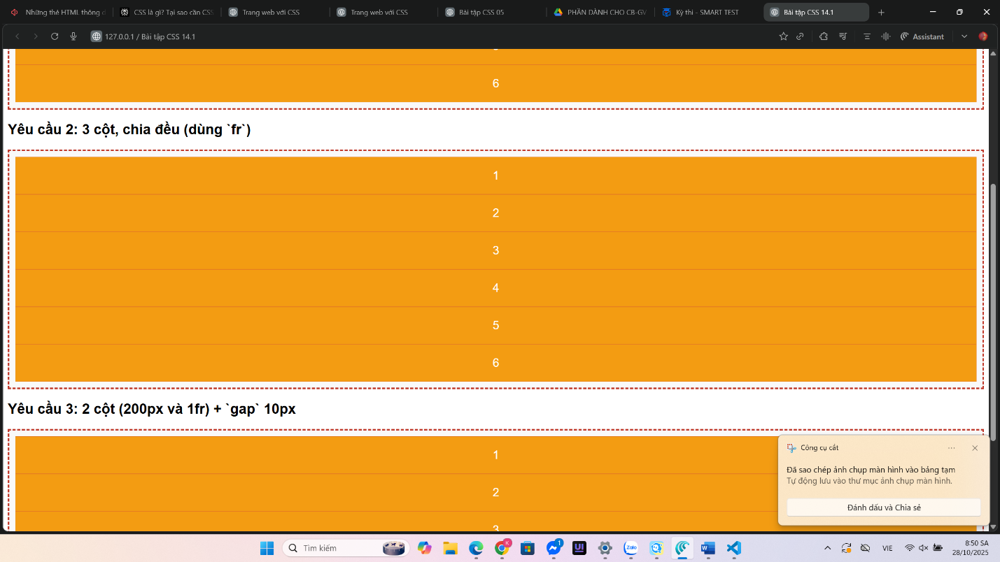 Những thẻ HTML thông d
CSS là gì? Tại sao cần CSS
Trang web với CSS
Trang web với CSS
Bài tập CSS 05
PHẦN DÀNH CHO CB-GV
Kỳ thi - SMART TEST
Bài tập CSS 14.1
127.0.0.1 / Bài tập CSS 14.1
Assistant
6
Yêu cầu 2: 3 cột, chia đều (dùng `fr`)
1
2
3
4
5
6
Yêu cầu 3: 2 cột (200px và 1fr) + `gap` 10px
1
2
3
Công cụ cắt
Đã sao chép ảnh chụp màn hình vào bảng tạm
Tự động lưu vào thư mục ảnh chụp màn hình.
Đánh dấu và Chia sẻ
Tìm kiếm
K
1
UI
Zalo
W
VIE
8:50 SA
28/10/2025